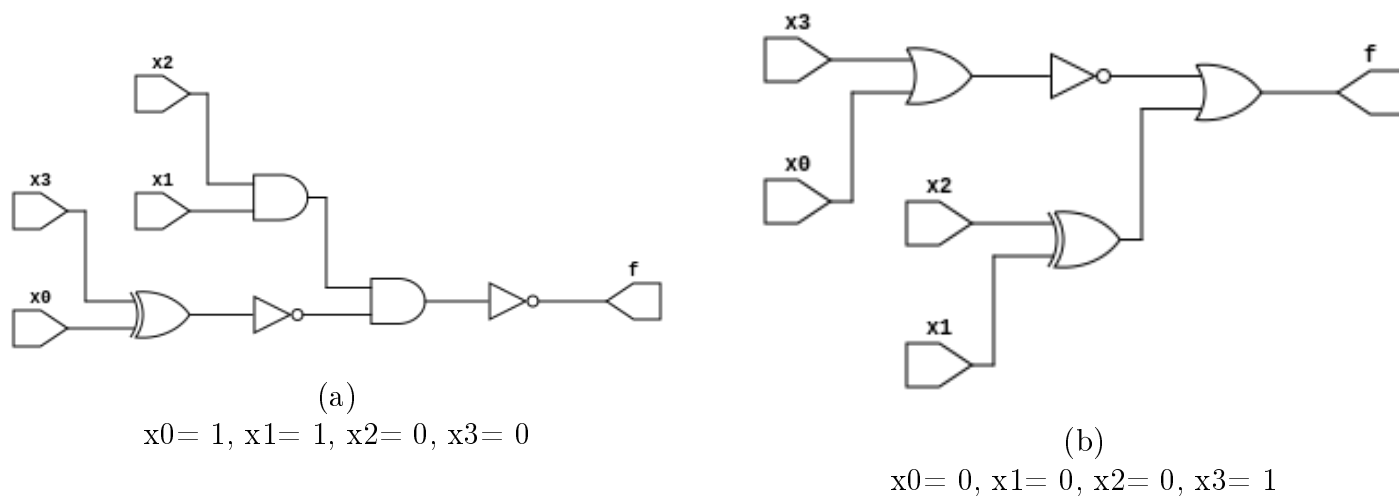 x2
x3
x1
x0
f
(a)
x0= 1, x1= 1, x2= 0, x3= 0
x3
f
x0
x2
x1
(b)
x0= 0, x1= 0, x2= 0, x3= 1